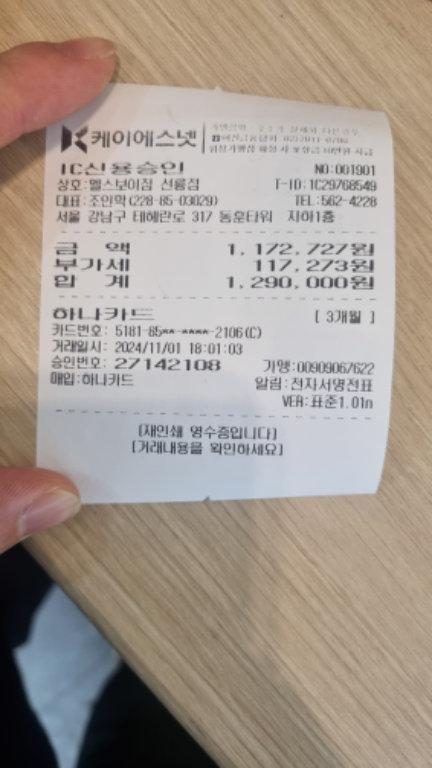 케이에스넷
IC신용승인 NO:001901
상호:헬스보이짐 선릉점 T-ID:1C29768549
대표:조인학(228-85-03029) TEL:562-4228
서울 강남구 테헤란로 317 동훈타워 지하1층
금 액 1,172,727원
부가세 117,273원
합 계 1,290,000원
하나카드 [ 3개월 ]
카드번호: 5181-85**-****-2106(C)
거래일시: 2024/11/01 18:01:03
승인번호: 27142108 가맹:00909067622
매입:하나카드 알림:전자서명전표
VER:표준1.01n
[재인쇄 영수증입니다]
[거래내용을 확인하세요]